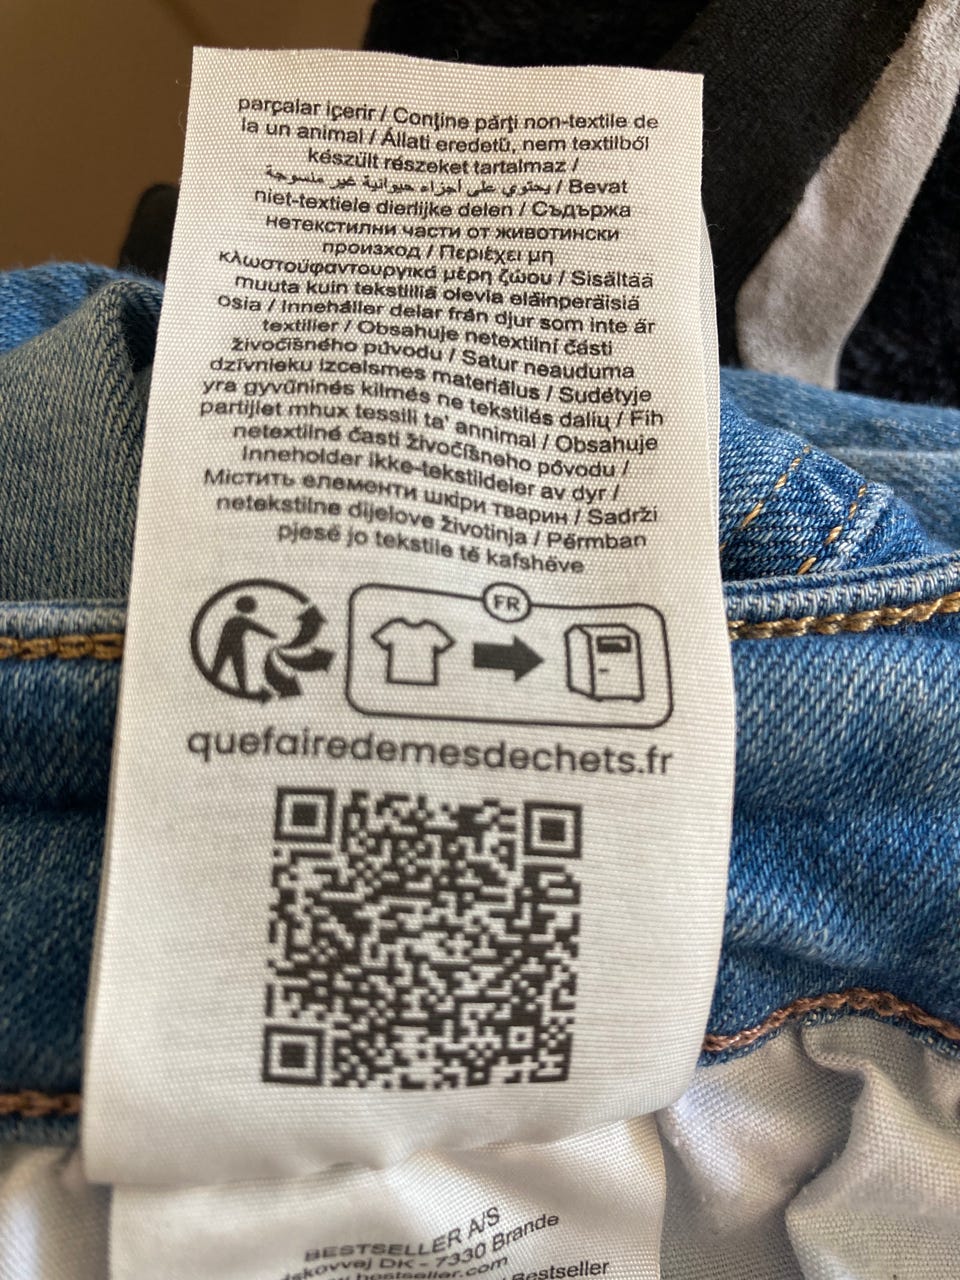 parçalar içerir / Conţine părţi non-textile de
la un animal / Állati eredetű, nem textilből
készült részeket tartalmaz /
يحتوي على أجزاء حيوانية غير منسوجة / Bevat
niet-textiele dierlijke delen / Съдържа
нетекстилни части от животински
произход / Περιέχει μη
κλωστοϋφαντουργικά μέρη ζώου / Sisältää
muuta kuin tekstiiliä olevia eläinperäisiä
osia / Innehåller delar från djur som inte är
textilier / Obsahuje netextilní části
živočišného původu / Satur neauduma
dzīvnieku izcelsmes materiālus / Sudėtyje
yra gyvūninės kilmės ne tekstilės dalių / Fih
partijiet mhux tessili ta' annimal / Obsahuje
netextilné časti živočíšneho pôvodu /
Inneholder ikke-tekstildeler av dyr /
Містить елементи шкіри тварин / Sadrži
netekstilne dijelove životinja / Përmban
pjesë jo tekstile të kafshëve
FR
quefairedemesdechets.fr
BESTSELLER A/S
DK - 7330 Brande
www.bestseller.com
Bestseller